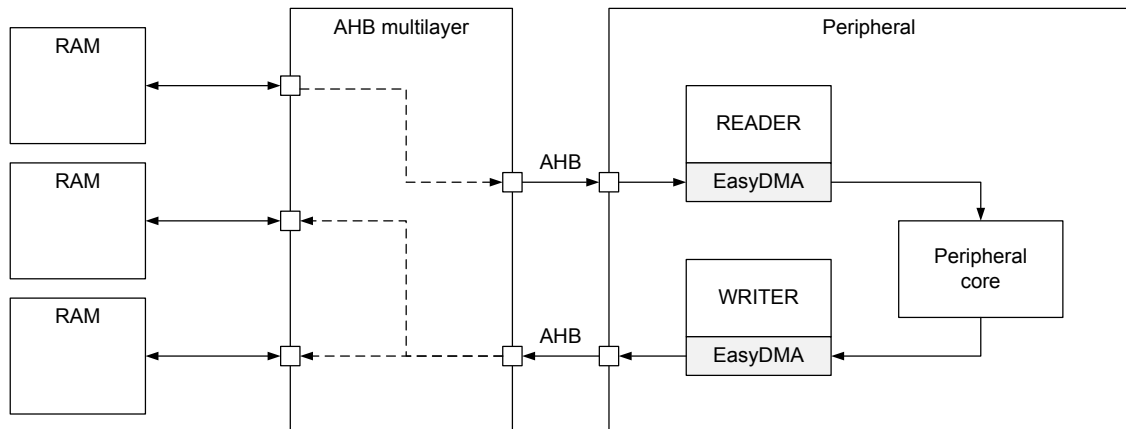 AHB multilayer
Peripheral
RAM
RAM
RAM
AHB
READER
EasyDMA
Peripheral
core
WRITER
AHB
EasyDMA